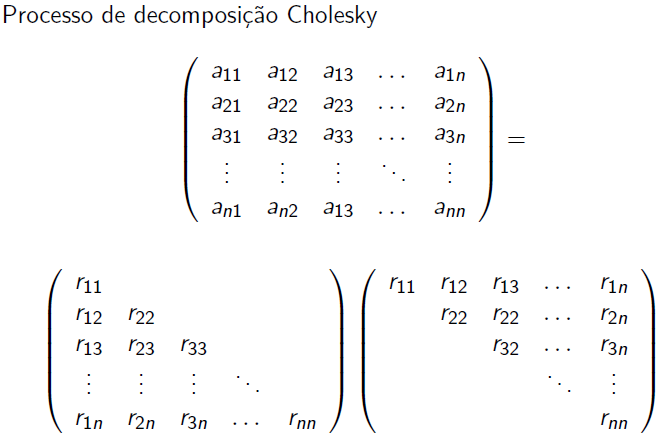 Processo de decomposição Cholesky
a11 a12 a13 ... a1n
a21 a22 a23 ... a2n
a31 a32 a33 ... a3n =
⋮ ⋮ ⋮ ⋱ ⋮
an1 an2 a13 ... ann
r11
r12 r22
r13 r23 r33
⋮ ⋮ ⋮ ⋱
r1n r2n r3n ... rnn
r11 r12 r13 ... r1n
r22 r22 ... r2n
r32 ... r3n
⋱ ⋮
rnn